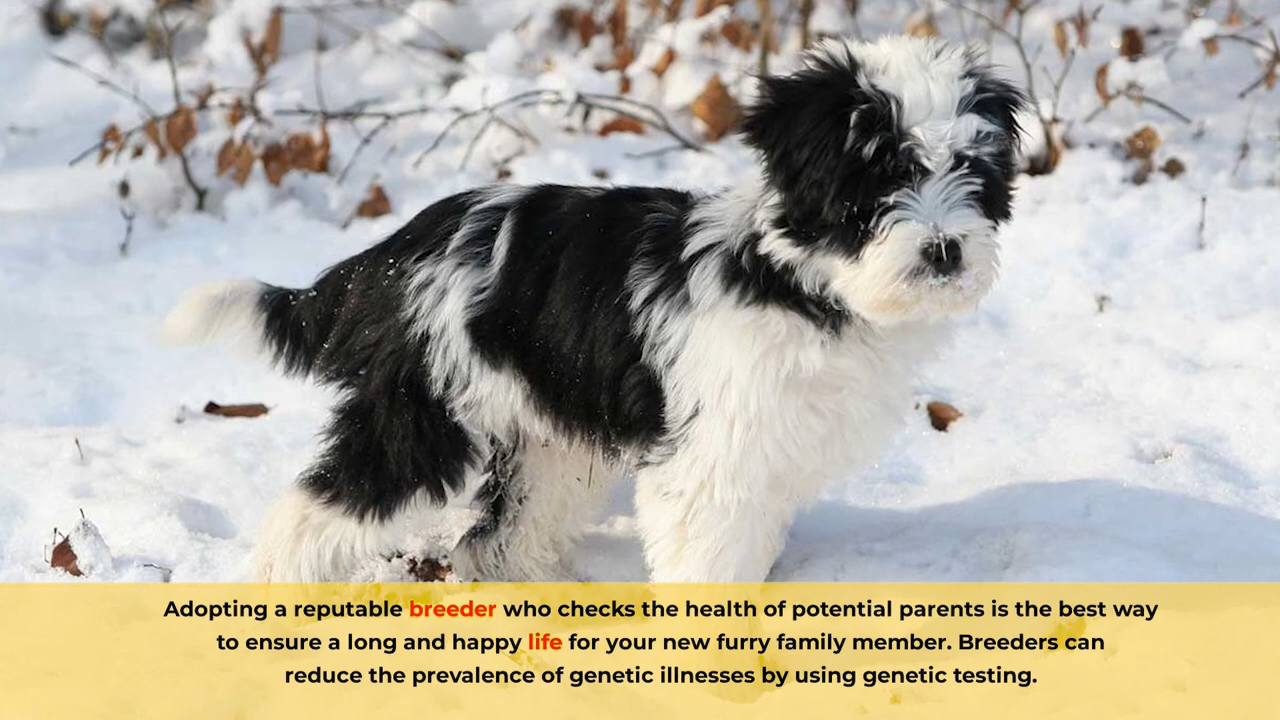 Adopting a reputable breeder who checks the health of potential parents is the best way
to ensure a long and happy life for your new furry family member. Breeders can
reduce the prevalence of genetic illnesses by using genetic testing.